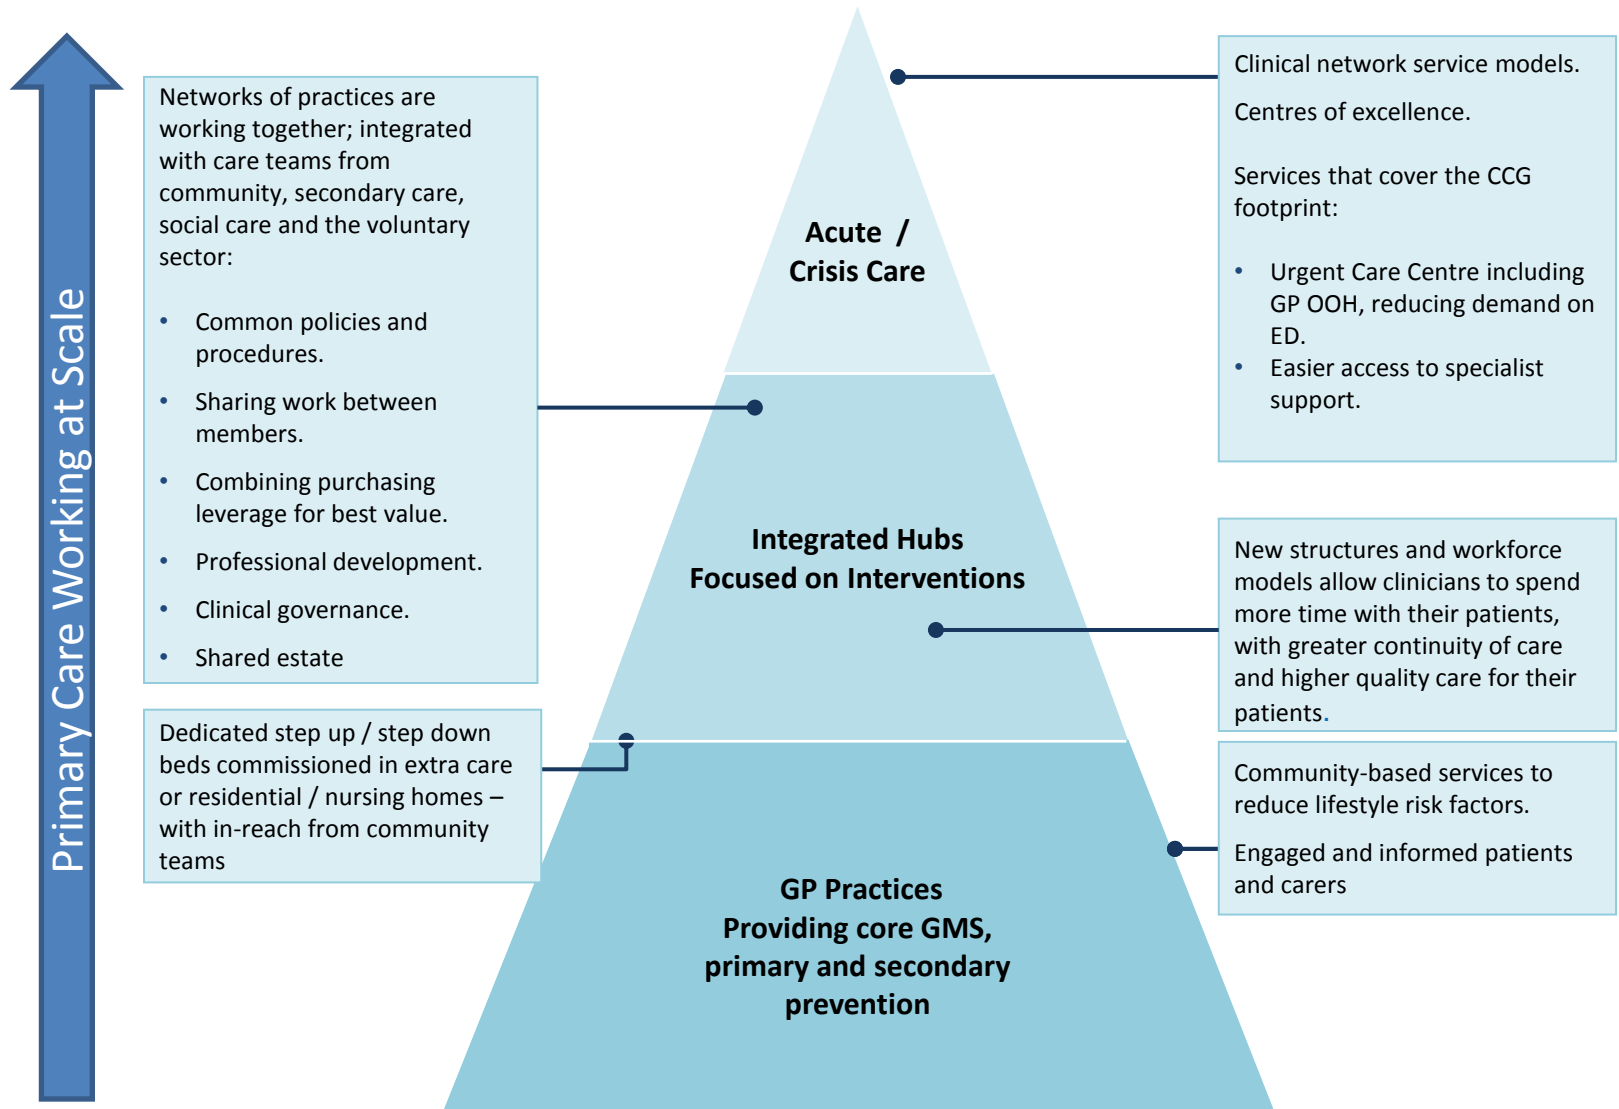 Primary Care Working at Scale
Networks of practices are
working together; integrated
with care teams from
community, secondary care,
social care and the voluntary
sector:
• Common policies and
procedures.
• Sharing work between
members.
• Combining purchasing
leverage for best value.
• Professional development.
• Clinical governance.
• Shared estate
Dedicated step up / step down
beds commissioned in extra care
or residential / nursing homes –
with in-reach from community
teams
Acute /
Crisis Care
Integrated Hubs
Focused on Interventions
GP Practices
Providing core GMS,
primary and secondary
prevention
Clinical network service models.
Centres of excellence.
Services that cover the CCG
footprint:
• Urgent Care Centre including
GP OOH, reducing demand on
ED.
• Easier access to specialist
support.
New structures and workforce
models allow clinicians to spend
more time with their patients,
with greater continuity of care
and higher quality care for their
patients.
Community-based services to
reduce lifestyle risk factors.
Engaged and informed patients
and carers